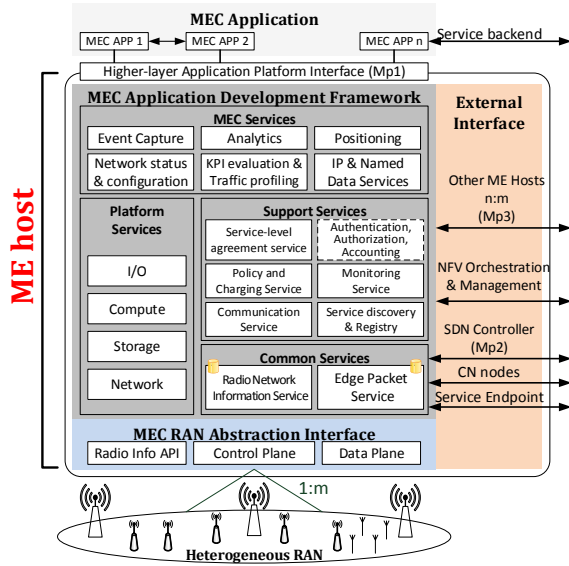 MEC Application
MEC APP 1
MEC APP 2
MEC APP n
Service backend
Higher-layer Application Platform Interface (Mp1)
ME host
MEC Application Development Framework
External
Interface
MEC Services
Event Capture
Analytics
Positioning
Network status
& configuration
KPI evaluation &
Traffic profiling
IP & Named
Data Services
Platform
Services
I/O
Compute
Storage
Network
Support Services
Service-level
agreement service
Authentication,
Authorization,
Accounting
Policy and
Charging Service
Monitoring
Service
Communication
Service
Service discovery
& Registry
Common Services
Radio Network
Information Service
Edge Packet
Service
Other ME Hosts
n:m
(Mp3)
NFV Orchestration
& Management
SDN Controller
(Mp2)
CN nodes
Service Endpoint
MEC RAN Abstraction Interface
Radio Info API
Control Plane
Data Plane
1:m
Heterogeneous RAN